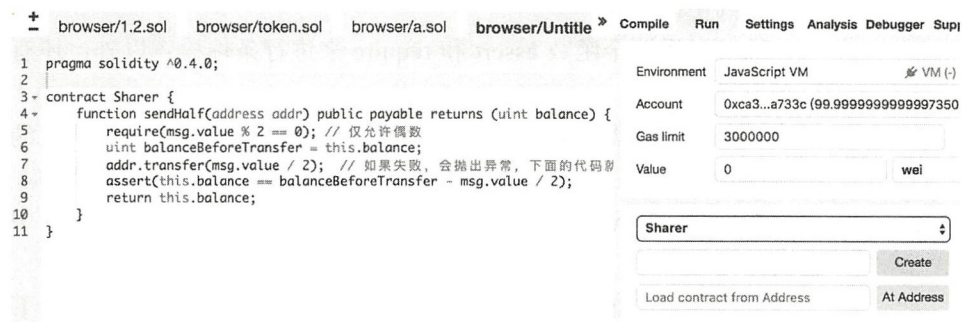 +
−
browser/1.2.sol browser/token.sol browser/a.sol browser/Untitle » Compile Run Settings Analysis Debugger Supp
1 pragma solidity ^0.4.0;
2
3 contract Sharer {
4 function sendHalf(address addr) public payable returns (uint balance) {
5 require(msg.value % 2 == 0); // 仅允许偶数
6 uint balanceBeforeTransfer = this.balance;
7 addr.transfer(msg.value / 2); // 如果失败，会抛出异常，下面的代码就
8 assert(this.balance == balanceBeforeTransfer - msg.value / 2);
9 return this.balance;
10 }
11 }
Environment JavaScript VM VM (-)
Account 0xca3...a733c (99.9999999999997350
Gas limit 3000000
Value 0 wei
Sharer
Create
Load contract from Address At Address